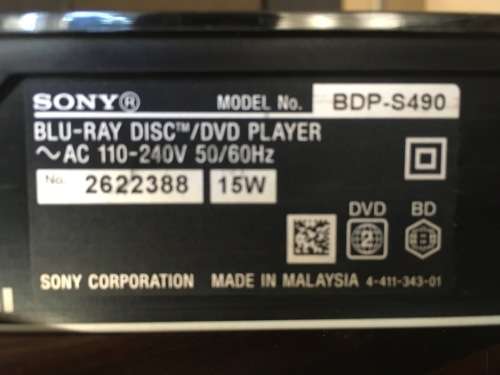 SONY® MODEL No. BDP-S490
BLU-RAY DISC™/DVD PLAYER
～AC 110-240V 50/60Hz
No. 2622388 15W
DVD BD
2 B
SONY CORPORATION MADE IN MALAYSIA 4-411-343-01